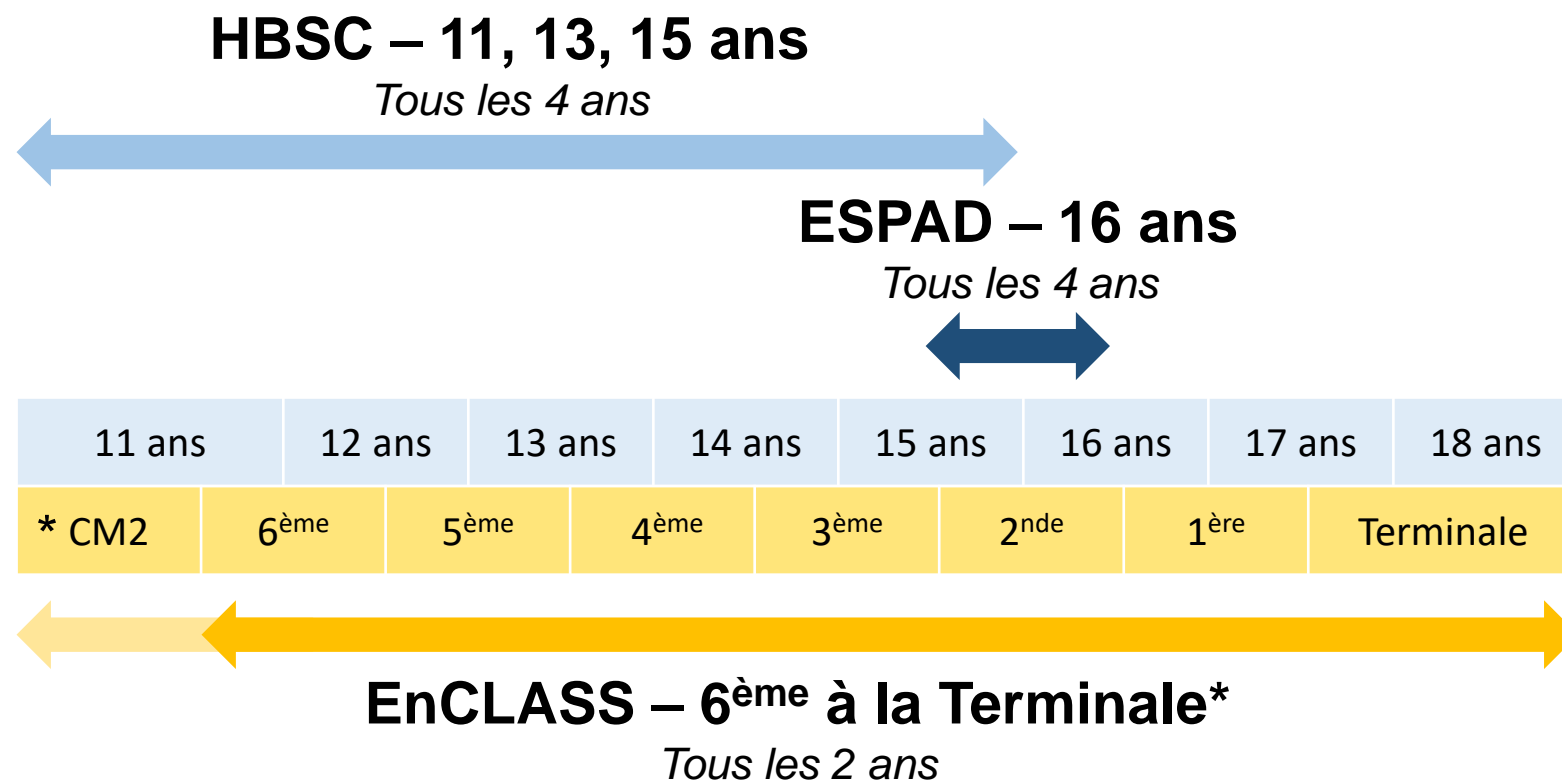 HBSC – 11, 13, 15 ans
Tous les 4 ans
ESPAD – 16 ans
Tous les 4 ans
11 ans 12 ans 13 ans 14 ans 15 ans 16 ans 17 ans 18 ans
* CM2 6ème 5ème 4ème 3ème 2nde 1ère Terminale
EnCLASS – 6ème à la Terminale*
Tous les 2 ans